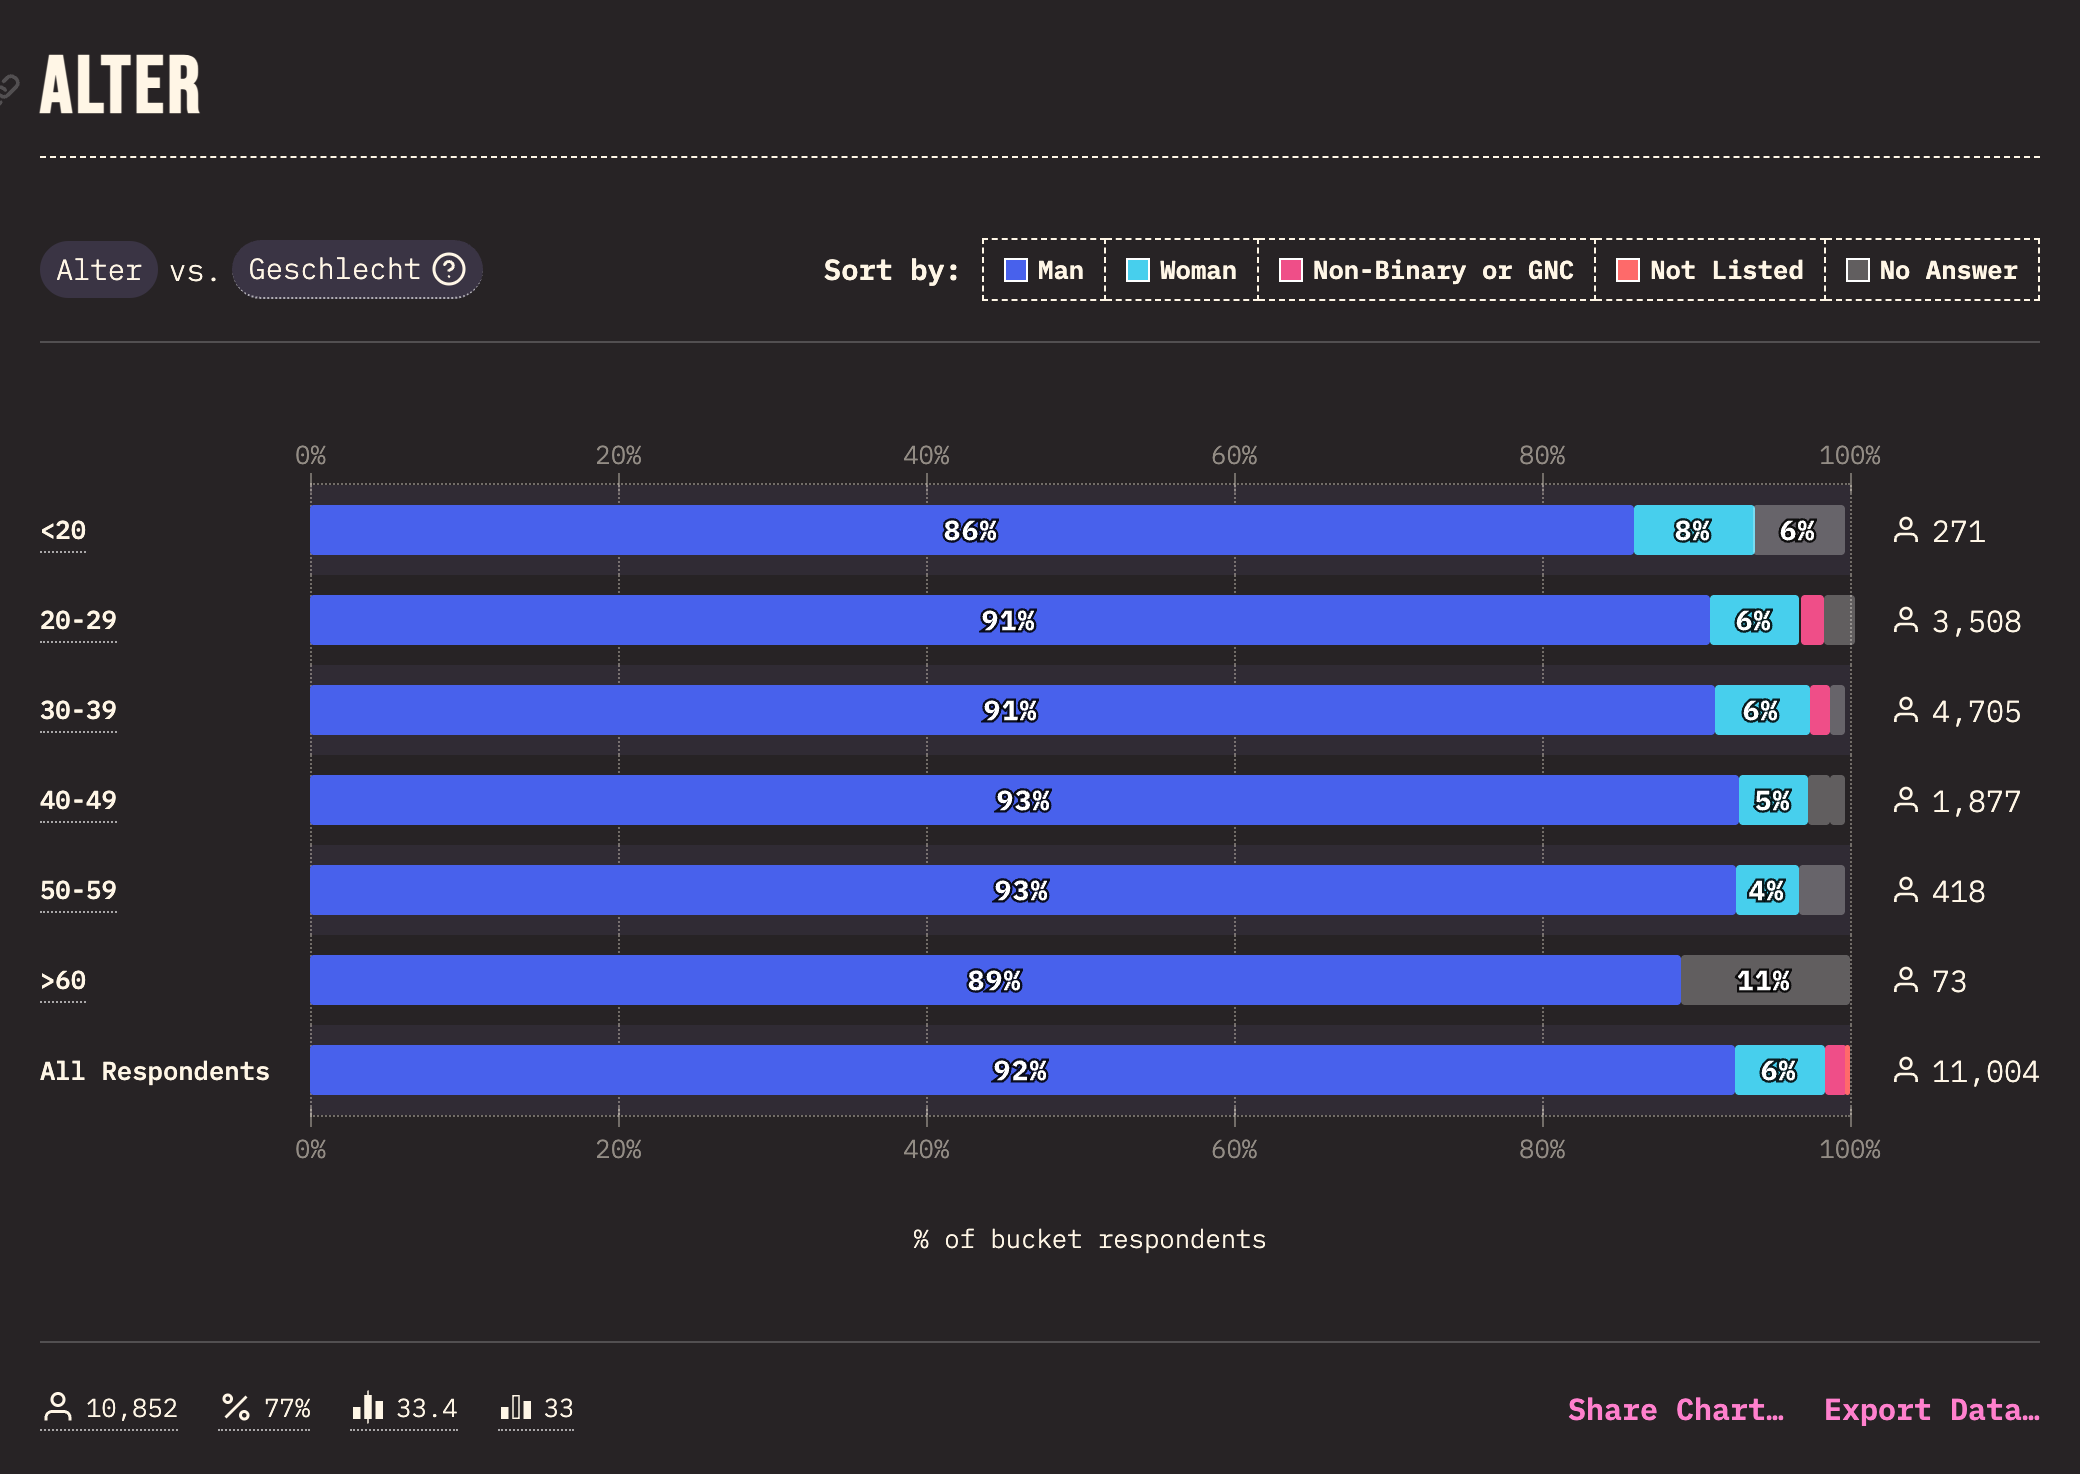 ALTER
Alter vs. Geschlecht ?
Sort by: Man Woman Non-Binary or GNC Not Listed No Answer
0% 20% 40% 60% 80% 100%
<20 86% 8% 6% 271
20-29 91% 6% 3,508
30-39 91% 6% 4,705
40-49 93% 5% 1,877
50-59 93% 4% 418
>60 89% 11% 73
All Respondents 92% 6% 11,004
0% 20% 40% 60% 80% 100%
% of bucket respondents
10,852 77% 33.4 33 Share Chart… Export Data…